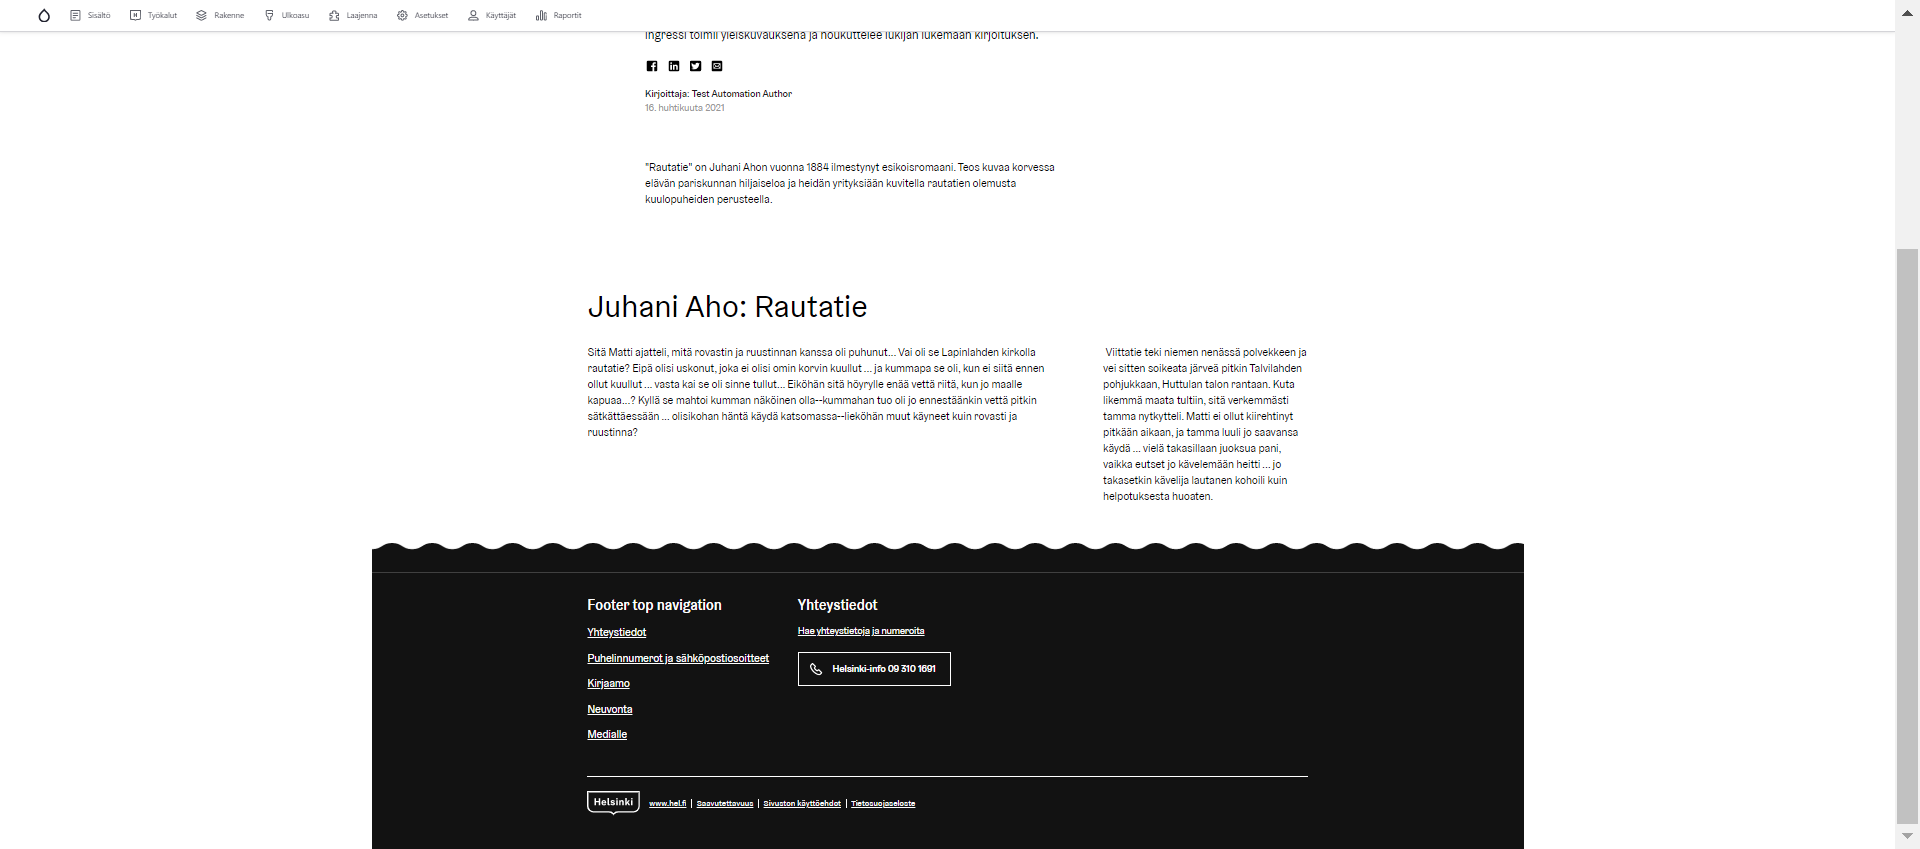 Sisältö
Työkalut
Rakenne
Ulkoasu
Laajenna
Asetukset
Käyttäjät
Raportit
Ingressi toimii yleiskuvauksena ja houkuttelee lukijan lukemaan kirjoituksen.
Kirjoittaja: Test Automation Author
16. huhtikuuta 2021
"Rautatie" on Juhani Ahon vuonna 1884 ilmestynyt esikoisromaani. Teos kuvaa korvessa
elävän pariskunnan hiljaiseloa ja heidän yrityksiään kuvitella rautatien olemusta
kuulopuheiden perusteella.
Juhani Aho: Rautatie
Sitä Matti ajatteli, mitä rovastin ja ruustinnan kanssa oli puhunut... Vai oli se Lapinlahden kirkolla
rautatie? Eipä olisi uskonut, joka ei olisi omin korvin kuullut ... ja kummapa se oli, kun ei siitä ennen
ollut kuullut ... vasta kai se oli sinne tullut... Eiköhän sitä höyrylle enää vettä riitä, kun jo maalle
kapuaa...? Kyllä se mahtoi kumman näköinen olla--kummahan tuo oli jo ennestäänkin vettä pitkin
sätkättäessään ... olisikohan häntä käydä katsomassa--lieköhän muut käyneet kuin rovasti ja
ruustinna?
Viittatie teki niemen nenässä polvekkeen ja
vei sitten soikeata järveä pitkin Talvilahden
pohjukkaan, Huttulan talon rantaan. Kuta
likemmä maata tultiin, sitä verkemmästi
tamma nytkytteli. Matti ei ollut kiirehtinyt
pitkään aikaan, ja tamma luuli jo saavansa
käydä ... vielä takasillaan juoksua pani,
vaikka eutset jo kävelemään heitti ... jo
takasetkin kävelija lautanen kohoili kuin
helpotuksesta huoaten.
Footer top navigation
Yhteystiedot
Puhelinnumerot ja sähköpostiosoitteet
Kirjaamo
Neuvonta
Medialle
Yhteystiedot
Hae yhteystietoja ja numeroita
Helsinki-info 09 310 1691
Helsinki
www.hel.fi | Saavutettavuus | Sivuston käyttöehdot | Tietosuojaseloste